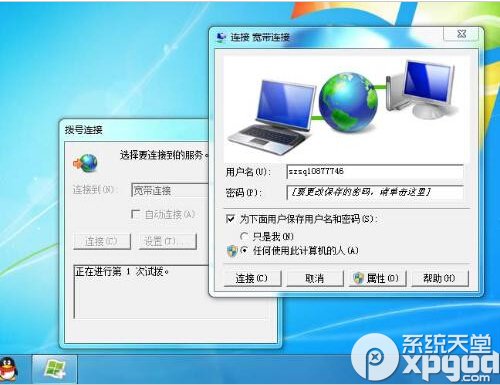 连接 宽带连接
用户名(U): szsql0877746
密码(P): [要更改保存的密码，请单击这里]
为下面用户保存用户名和密码(S):
只是我(N)
任何使用此计算机的人(A)
连接(C) 取消 属性(O) 帮助(H)
拨号连接
选择要连接到的服务。
连接到(N): 宽带连接
自动连接(A)
连接(C) 设置(T)...
正在进行第 1 次试拨。
系统天堂
xpgod
.com